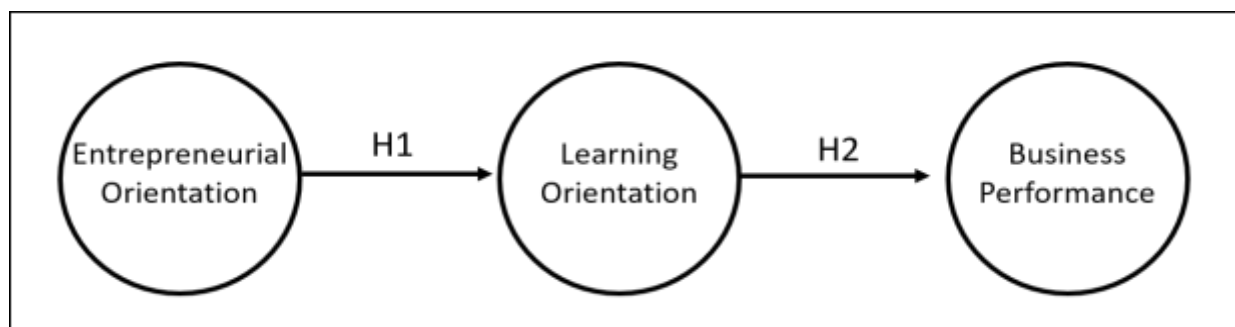 Entrepreneurial
Orientation
H1
Learning
Orientation
H2
Business
Performance